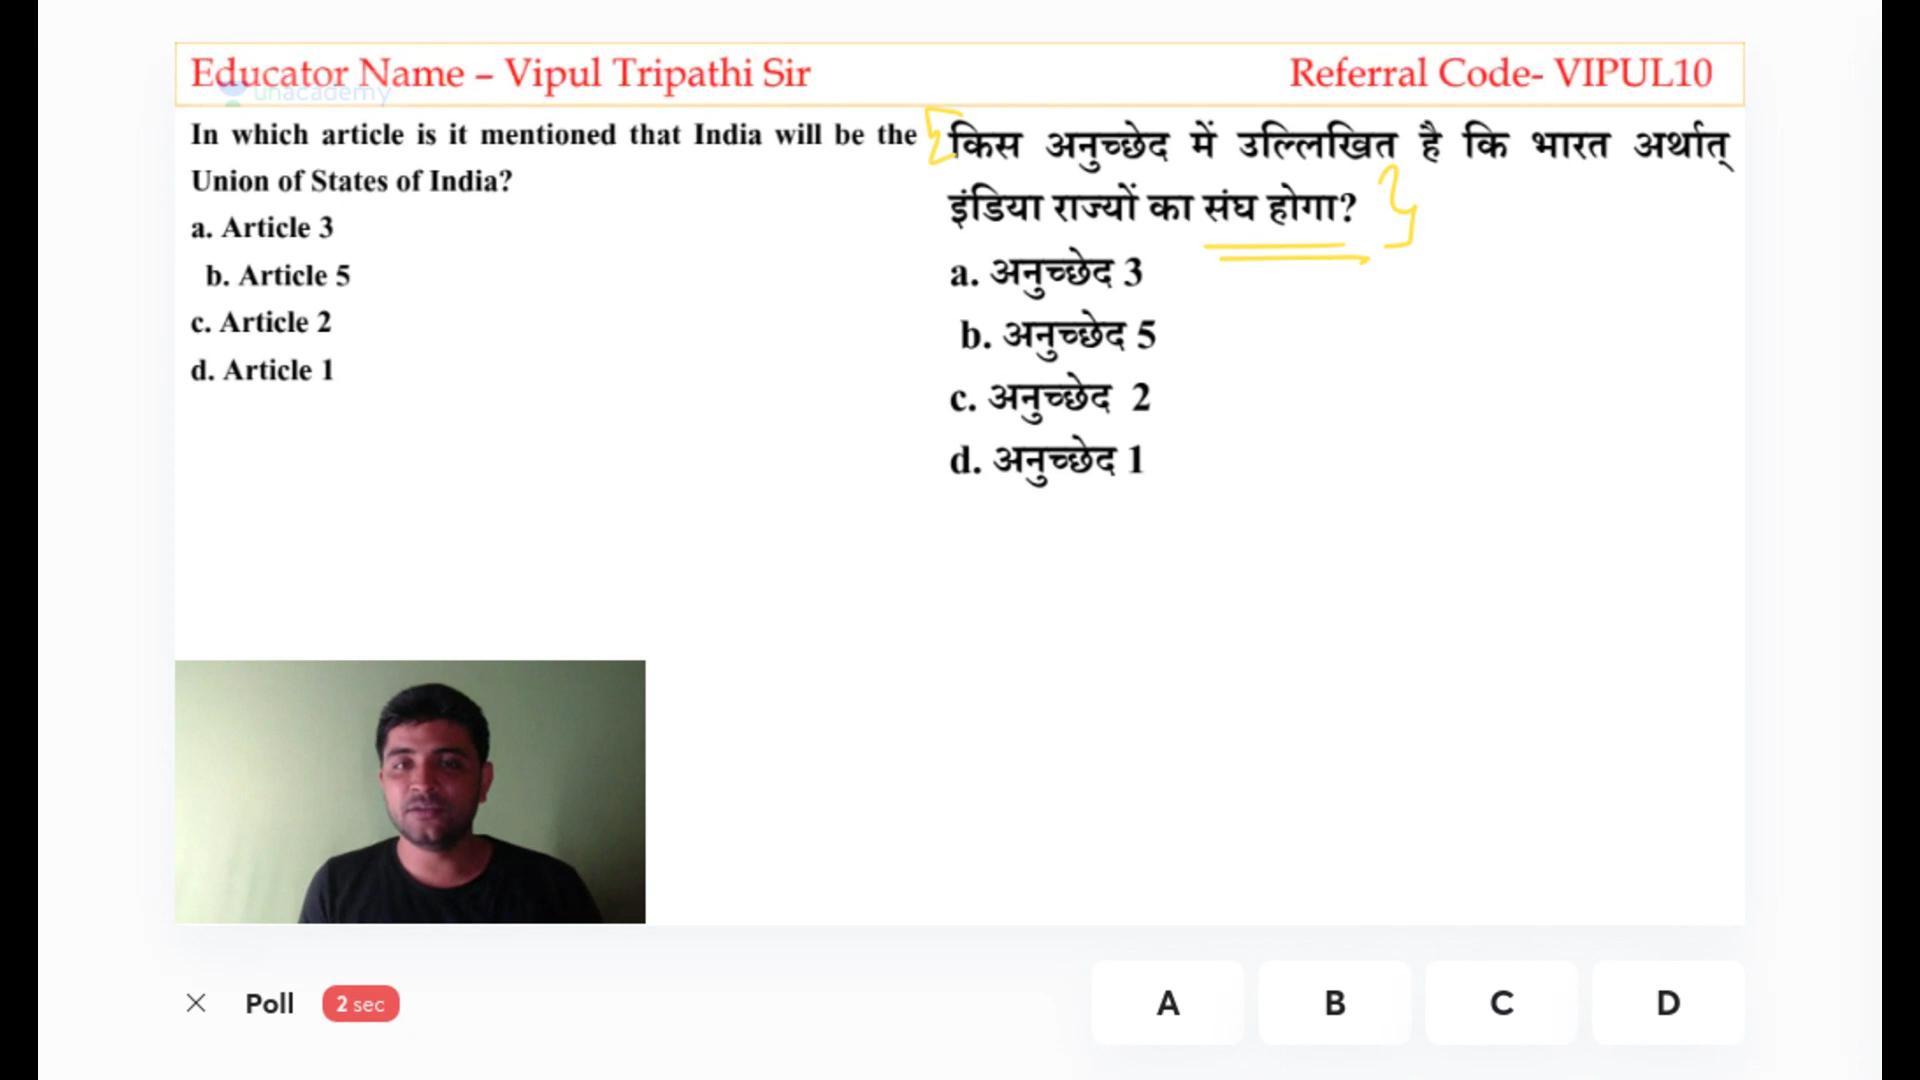 Educator Name – Vipul Tripathi Sir
Referral Code- VIPUL10
unacademy
In which article is it mentioned that India will be the
Union of States of India?
a. Article 3
b. Article 5
c. Article 2
d. Article 1
किस अनुच्छेद में उल्लिखित है कि भारत अर्थात्
इंडिया राज्यों का संघ होगा?
a. अनुच्छेद 3
b. अनुच्छेद 5
c. अनुच्छेद 2
d. अनुच्छेद 1
Poll
2 sec
A
B
C
D